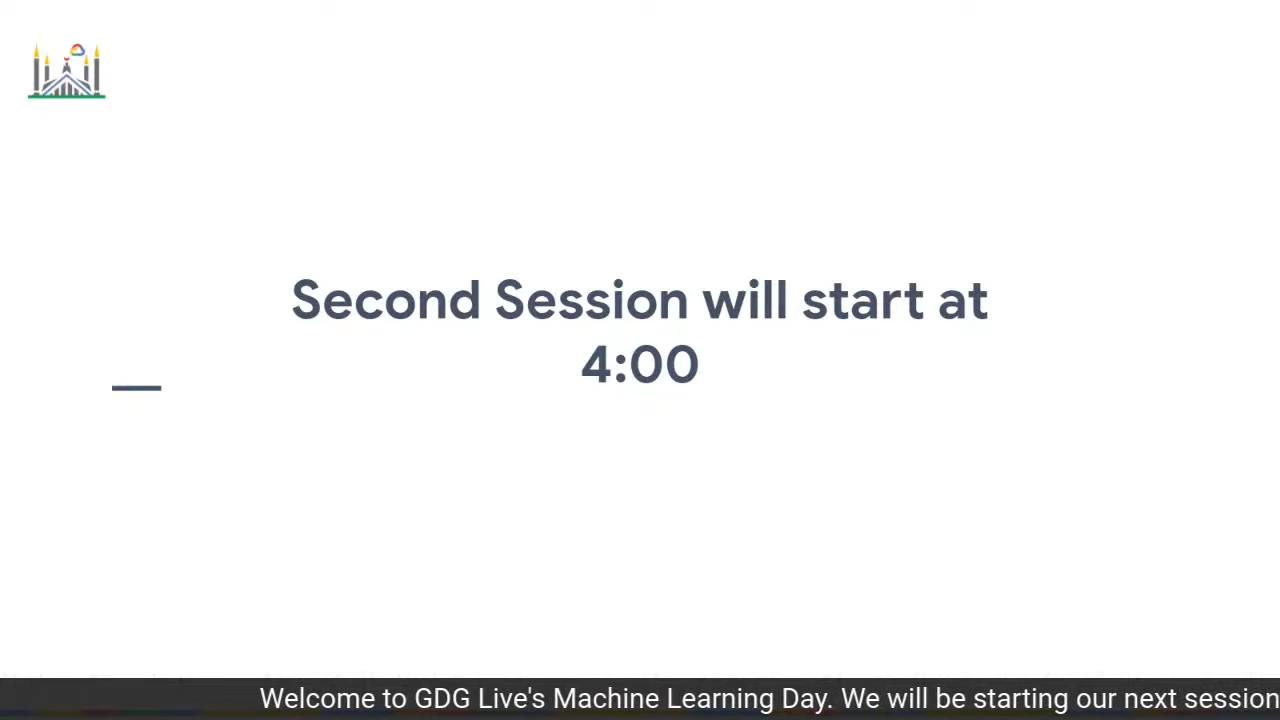 Second Session will start at
4:00
Welcome to GDG Live's Machine Learning Day. We will be starting our next session